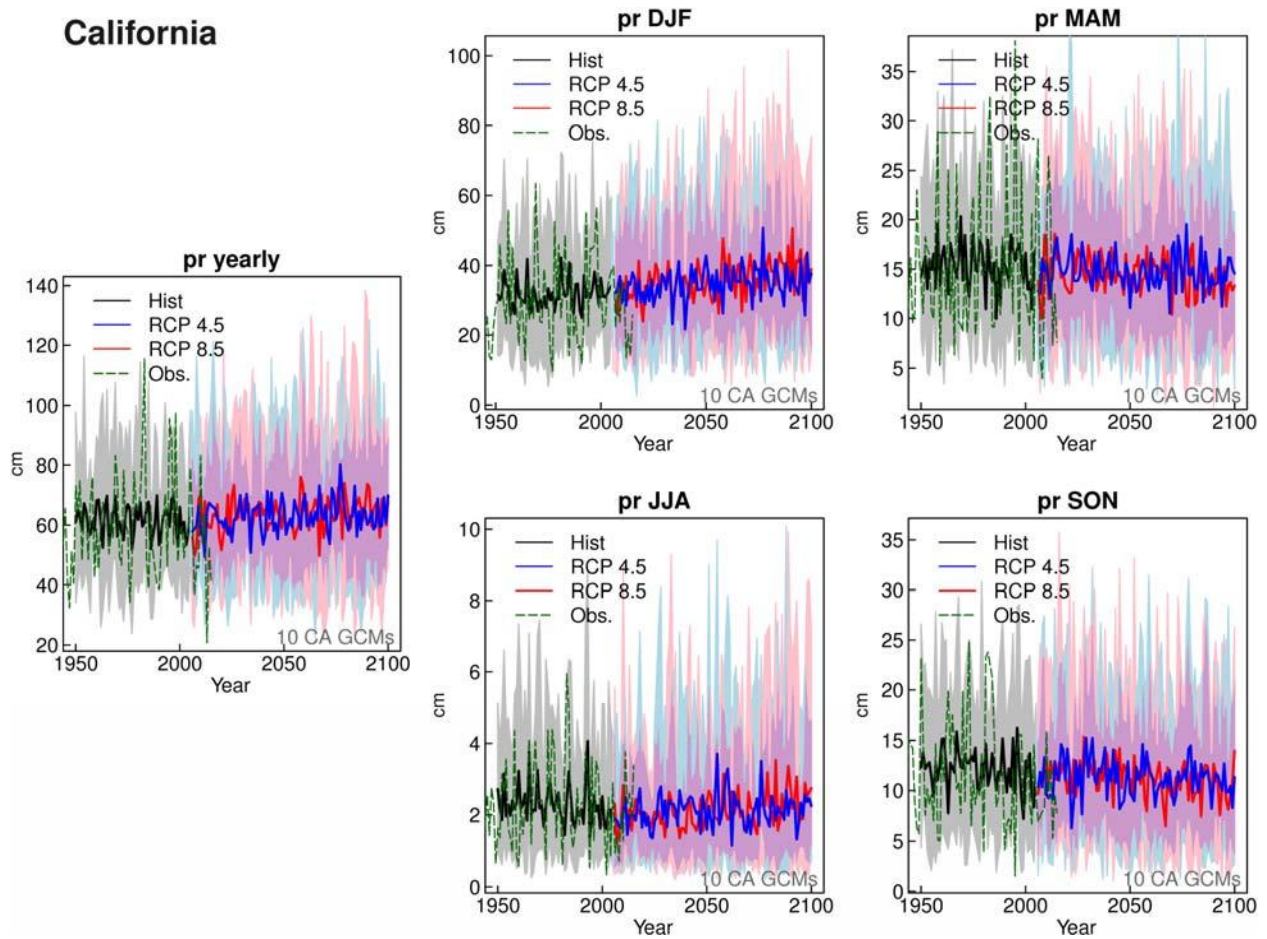 California
pr yearly
cm
140
120
100
80
60
40
20
Hist
RCP 4.5
RCP 8.5
Obs.
10 CA GCMs
1950 2000 2050 2100
Year
pr DJF
cm
100
80
60
40
20
0
Hist
RCP 4.5
RCP 8.5
Obs.
10 CA GCMs
1950 2000 2050 2100
Year
pr MAM
cm
35
30
25
20
15
10
5
Hist
RCP 4.5
RCP 8.5
Obs.
10 CA GCMs
1950 2000 2050 2100
Year
pr JJA
cm
10
8
6
4
2
0
Hist
RCP 4.5
RCP 8.5
Obs.
10 CA GCMs
1950 2000 2050 2100
Year
pr SON
cm
35
30
25
20
15
10
5
0
Hist
RCP 4.5
RCP 8.5
Obs.
10 CA GCMs
1950 2000 2050 2100
Year